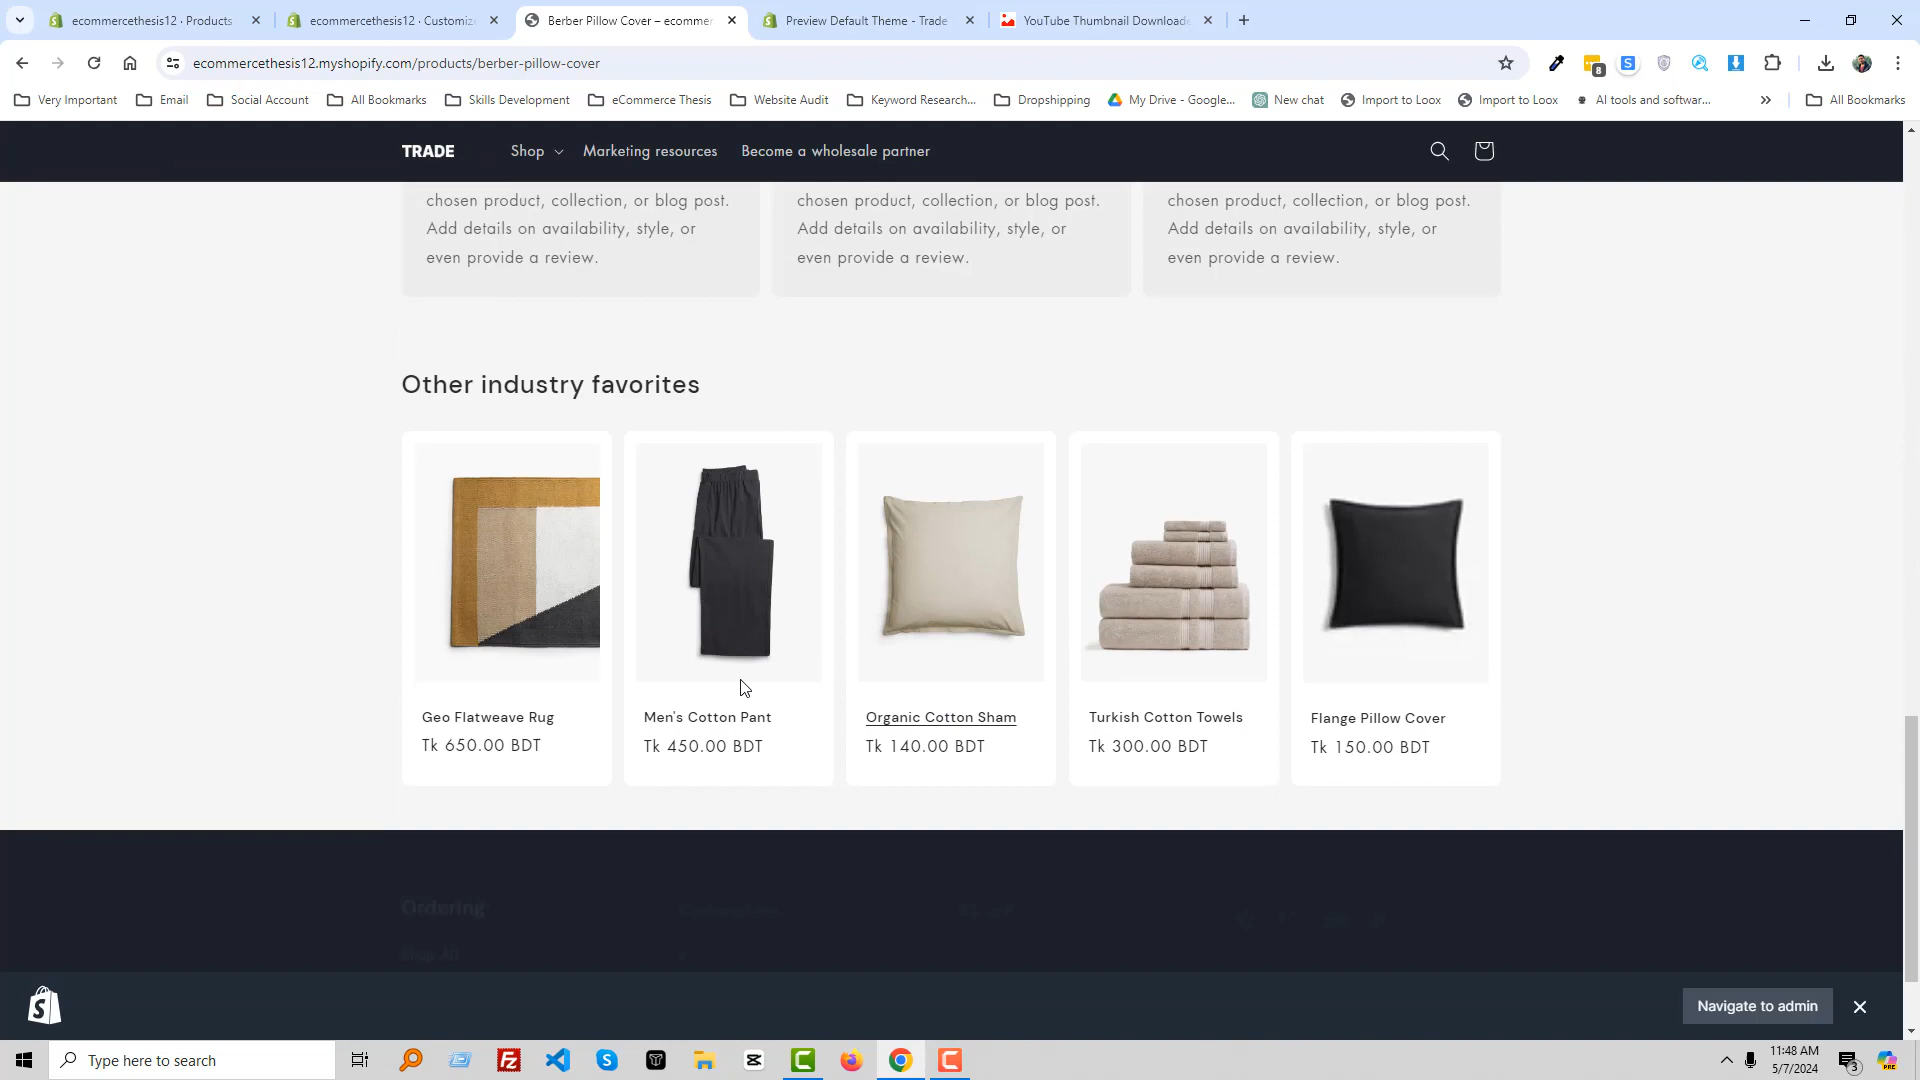 ecommercethesis12 · Products
ecommercethesis12 · Customize
Berber Pillow Cover – ecommer
Preview Default Theme - Trade
YouTube Thumbnail Downloade
ecommercethesis12.myshopify.com/products/berber-pillow-cover
8
Very Important
Email
Social Account
All Bookmarks
Skills Development
eCommerce Thesis
Website Audit
Keyword Research...
Dropshipping
My Drive - Google...
New chat
Import to Loox
Import to Loox
AI tools and softwar...
All Bookmarks
TRADE
Shop
Marketing resources
Become a wholesale partner
chosen product, collection, or blog post.
Add details on availability, style, or
even provide a review.
chosen product, collection, or blog post.
Add details on availability, style, or
even provide a review.
chosen product, collection, or blog post.
Add details on availability, style, or
even provide a review.
Other industry favorites
Geo Flatweave Rug
Tk 650.00 BDT
Men's Cotton Pant
Tk 450.00 BDT
Organic Cotton Sham
Tk 140.00 BDT
Turkish Cotton Towels
Tk 300.00 BDT
Flange Pillow Cover
Tk 150.00 BDT
Ordering
Shop All
Navigate to admin
Type here to search
11:48 AM
5/7/2024
3